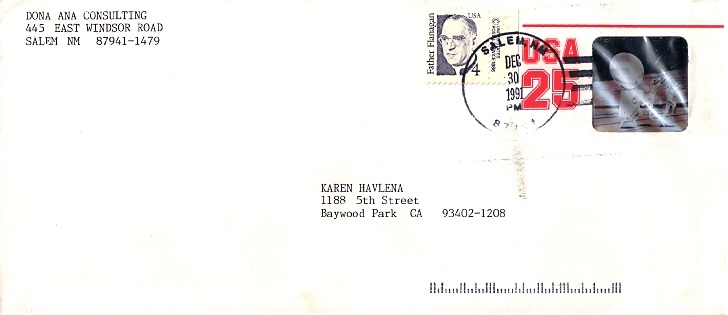 DONA ANA CONSULTING
445 EAST WINDSOR ROAD
SALEM NM 87941-1479
Father Flanagan
USA
4
SALEM, NM
DEC
30
1991
PM
USA
25
KAREN HAVLENA
1188 5th Street
Baywood Park CA 93402-1208